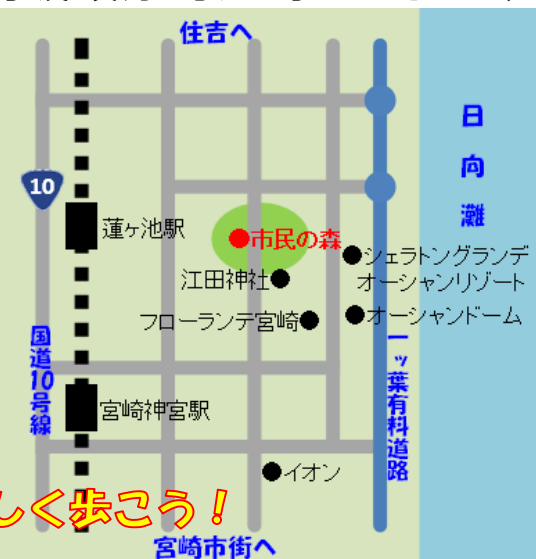 住吉へ
日向灘
10
蓮ヶ池駅
市民の森
シェラトングランデ
オーシャンリゾート
江田神社
フローランテ宮崎
オーシャンドーム
国道10号線
一ッ葉有料道路
宮崎神宮駅
イオン
しく歩こう！
宮崎市街へ